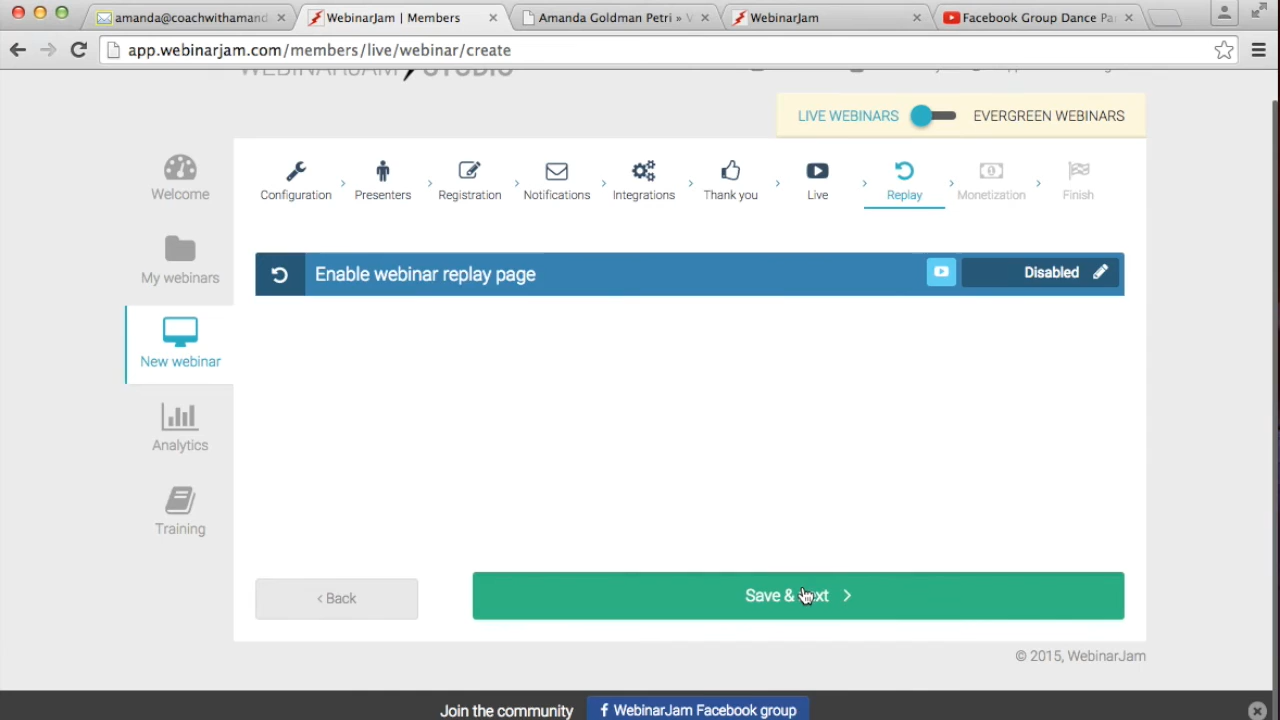 amanda@coachwithamand
WebinarJam | Members
Amanda Goldman Petri » V
WebinarJam
Facebook Group Dance Pa
app.webinarjam.com/members/live/webinar/create
WEBINARJAM STUDIO
LIVE WEBINARS
EVERGREEN WEBINARS
Welcome
My webinars
New webinar
Analytics
Training
Configuration
Presenters
Registration
Notifications
Integrations
Thank you
Live
Replay
Monetization
Finish
Enable webinar replay page
Disabled
< Back
Save & Next >
© 2015, WebinarJam
Join the community
f WebinarJam Facebook group